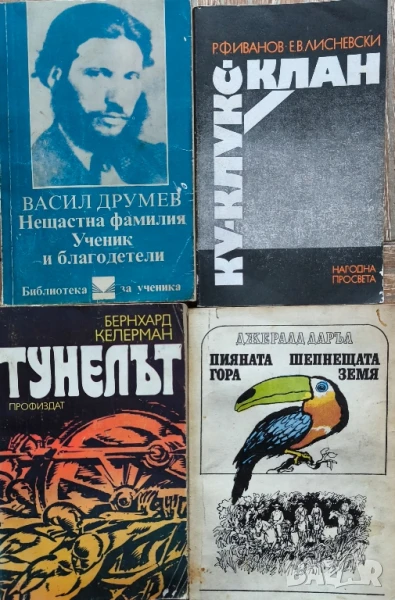 ВАСИЛ ДРУМЕВ
Нещастна фамилия
Ученик
и благодетели
Библиотека за ученика
Р.Ф.ИВАНОВ·Е.В.ЛИСНЕВСКИ
КУ-КЛУКС
КЛАН
НАРОДНА
ПРОСВЕТА
БЕРНХАРД
КЕЛЕРМАН
ТУНЕЛЪТ
ПРОФИЗДАТ
ДЖЕРАЛД ДАРЪЛ
ПИЯНАТА ШЕПНЕЩАТА
ГОРА ЗЕМЯ
BAZAR